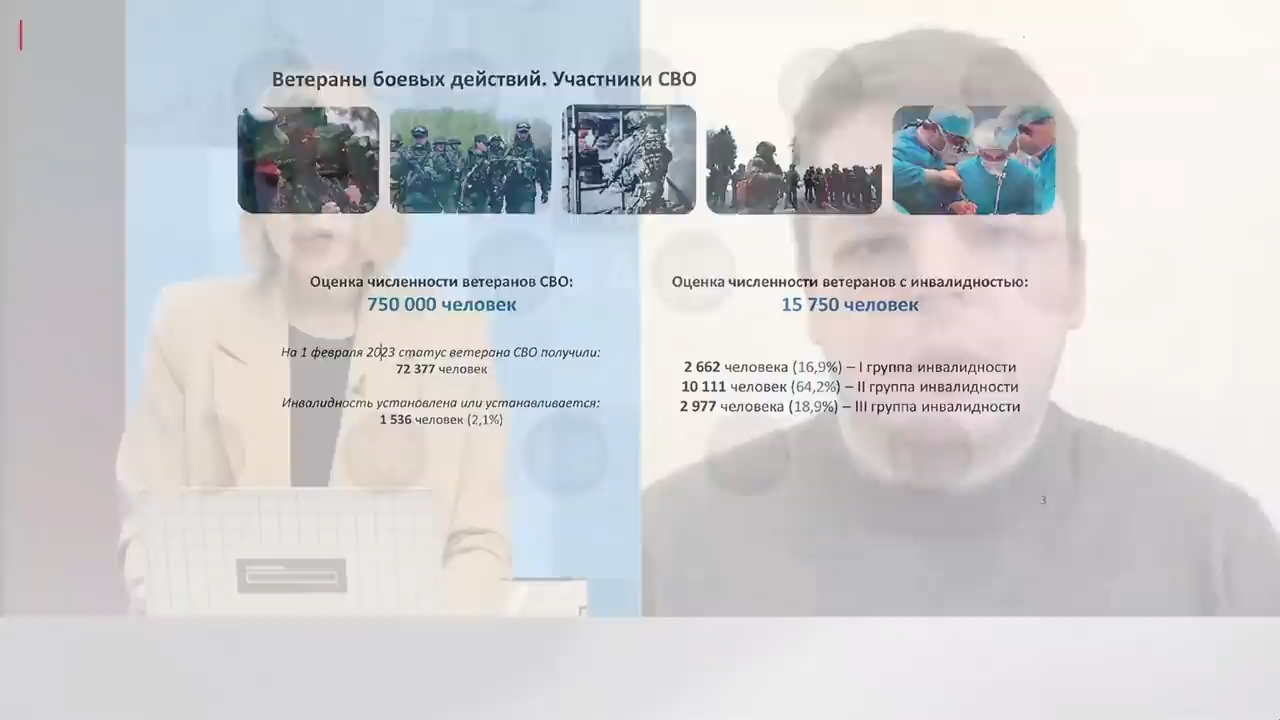 Ветераны боевых действий. Участники СВО
Оценка численности ветеранов СВО:
750 000 человек
На 1 февраля 2023 статус ветерана СВО получили:
72 377 человек
Инвалидность установлена или устанавливается:
1 536 человек (2,1%)
Оценка численности ветеранов с инвалидностью:
15 750 человек
2 662 человека (16,9%) – I группа инвалидности
10 111 человек (64,2%) – II группа инвалидности
2 977 человека (18,9%) – III группа инвалидности
3